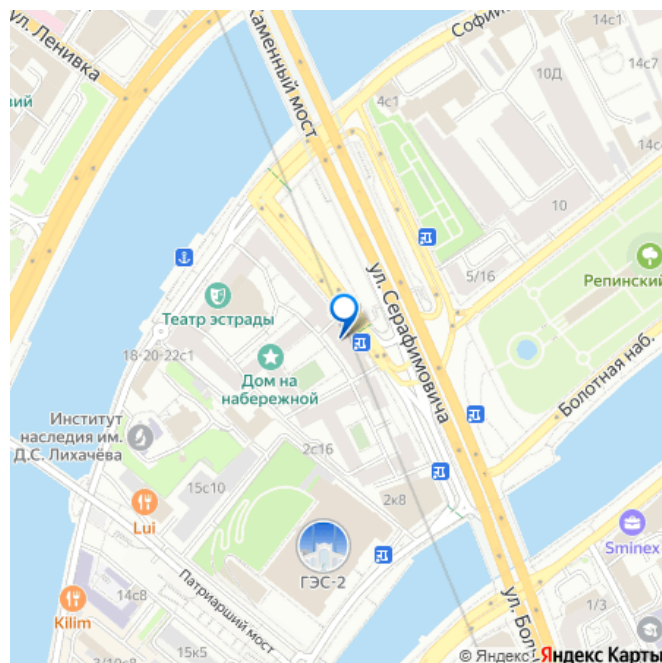 ул. Ленивка
Каменный мост
Софий
14с1
14с7
10Д
4с1
14с
10
5/16
Репинский
ул. Серафимовича
Болотная наб.
Театр эстрады
18-20-22с1
Дом на
набережной
Институт
наследия им.
Д.С. Лихачёва
2с16
15с10
2к8
Lui
ГЭС-2
Sminex
Патриарший мост
14с8
Kilim
15к5
1/3
ул. Бол
© Яндекс
Яндекс Карты